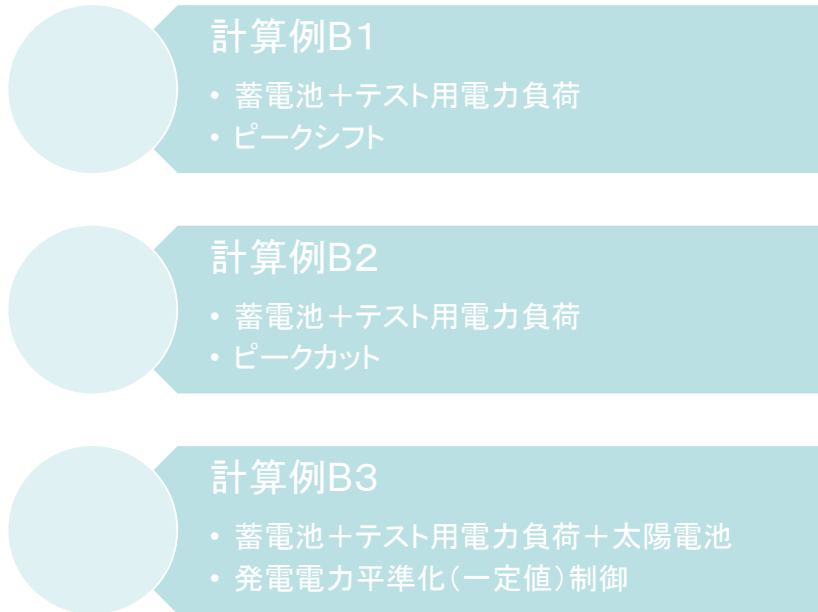 計算例B1
• 蓄電池＋テスト用電力負荷
• ピークシフト
計算例B2
• 蓄電池＋テスト用電力負荷
• ピークカット
計算例B3
• 蓄電池＋テスト用電力負荷＋太陽電池
• 発電電力平準化（一定値）制御